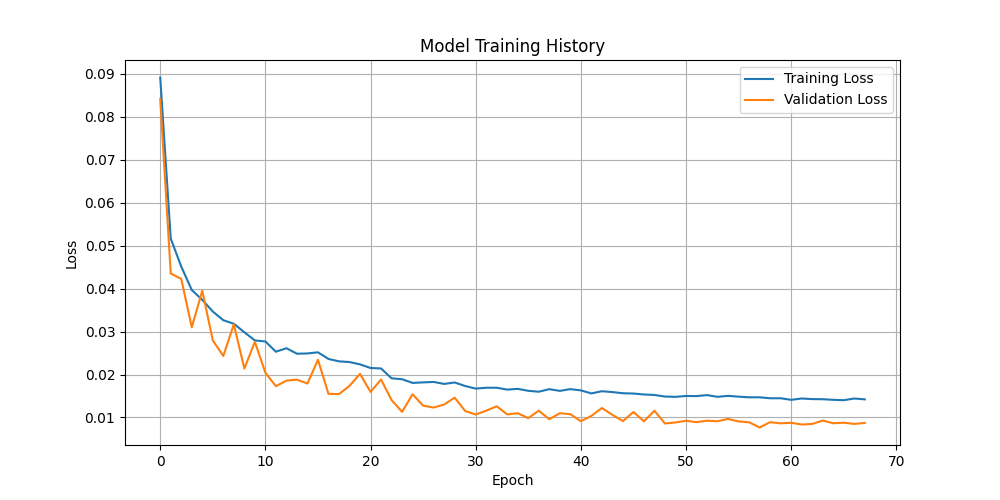 Model Training History
Training Loss
Validation Loss
Loss
0.09
0.08
0.07
0.06
0.05
0.04
0.03
0.02
0.01
0 10 20 30 40 50 60 70
Epoch